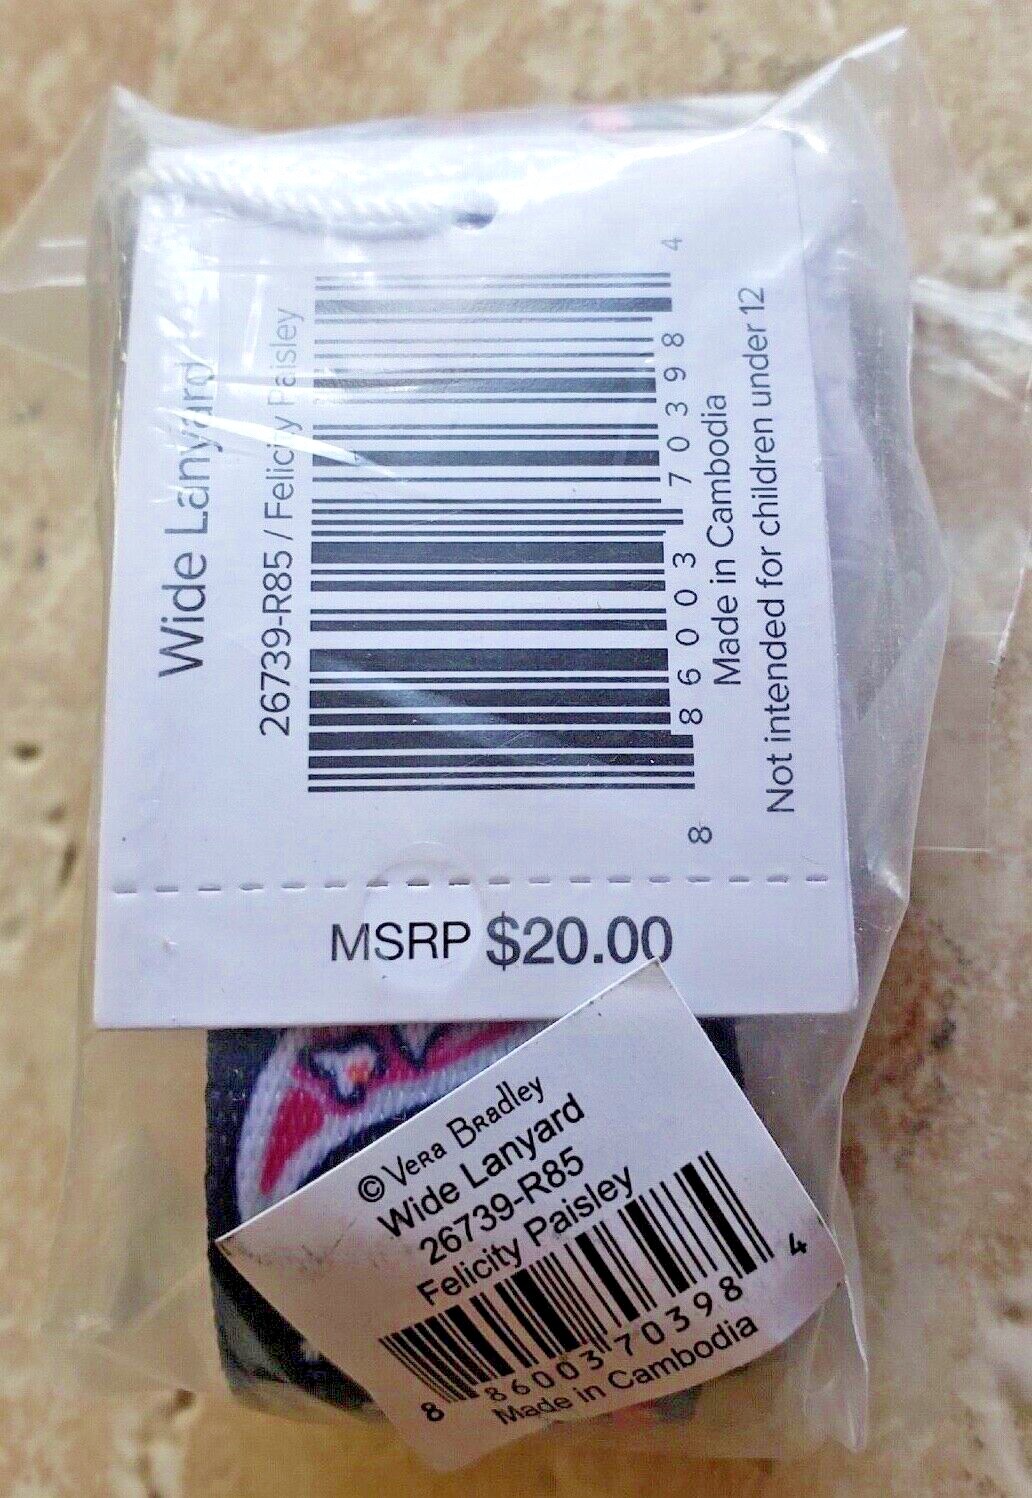 Wide Lanyard
26739-R85 / Felicity Paisley
8 86003 70398 4
Made in Cambodia
Not intended for children under 12
MSRP $20.00
© Vera Bradley
Wide Lanyard
26739-R85
Felicity Paisley
8 86003 70398 4
Made in Cambodia